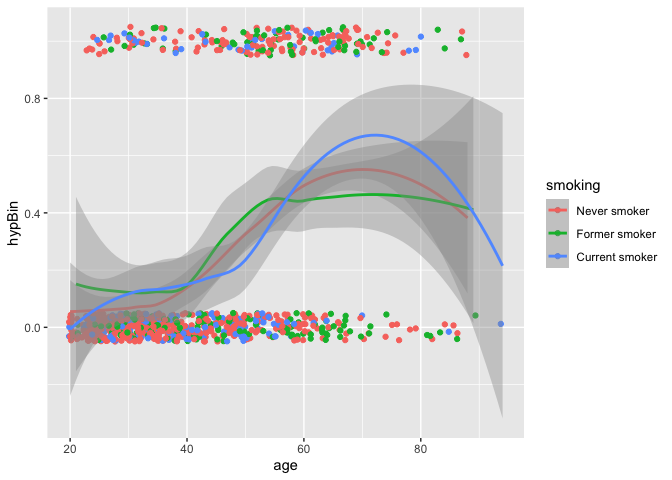 0.8
0.4
0.0
hypBin
20
40
60
80
age
smoking
Never smoker
Former smoker
Current smoker